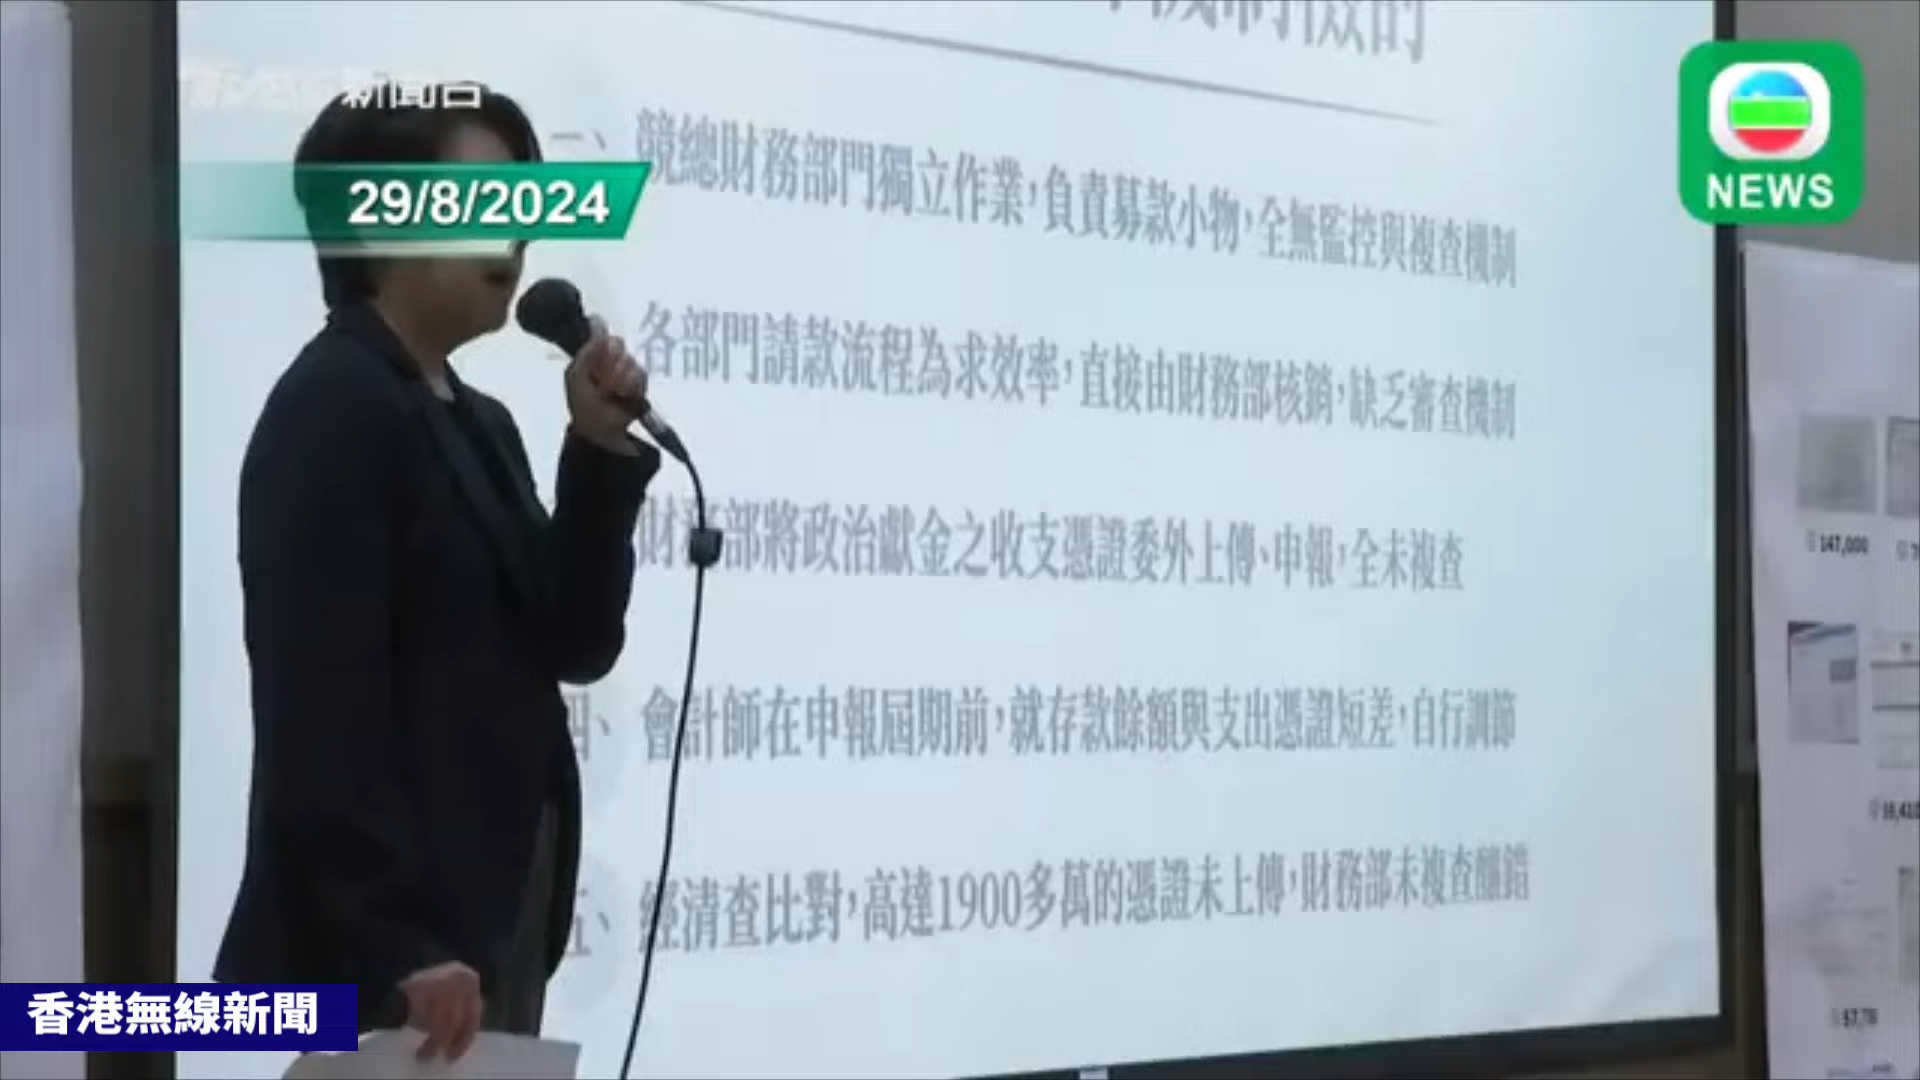 新聞台
29/8/2024
NEWS
一、競總財務部門獨立作業，負責募款小物，全無監控與複查機制
各部門請款流程為求效率，直接由財務部核銷，缺乏審查機制
財務部將政治獻金之收支憑證委外上傳、申報，全未複查
四、會計師在申報屆期前，就存款餘額與支出憑證短差，自行調節
五、經清查比對，高達1900多萬的憑證未上傳，財務部未複查釀錯
147,000
香港無線新聞